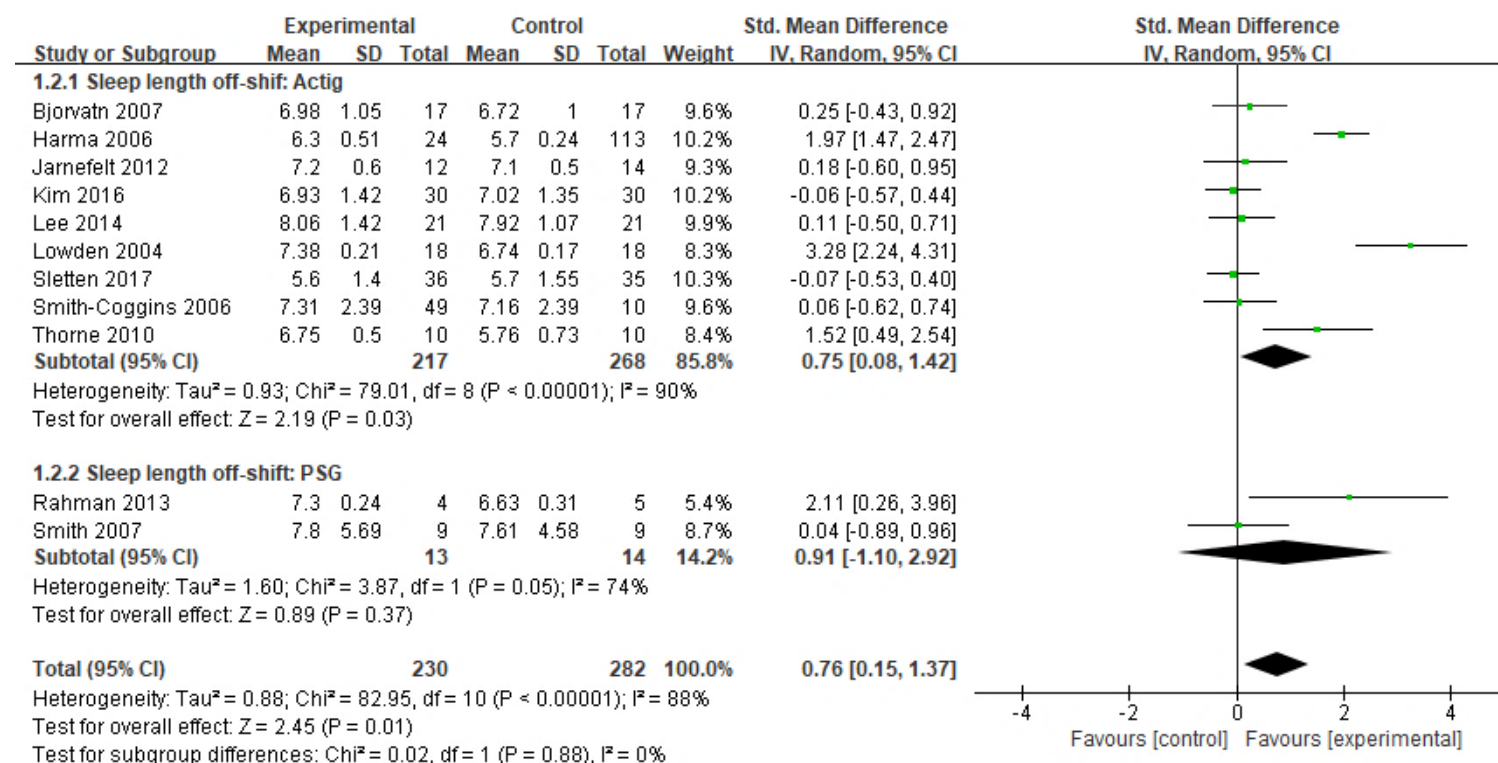 Experimental Control Std. Mean Difference Std. Mean Difference
Study or Subgroup Mean SD Total Mean SD Total Weight IV, Random, 95% CI IV, Random, 95% CI
1.2.1 Sleep length off-shif: Actig
Bjorvatn 2007 6.98 1.05 17 6.72 1 17 9.6% 0.25 [-0.43, 0.92]
Harma 2006 6.3 0.51 24 5.7 0.24 113 10.2% 1.97 [1.47, 2.47]
Jarnefelt 2012 7.2 0.6 12 7.1 0.5 14 9.3% 0.18 [-0.60, 0.95]
Kim 2016 6.93 1.42 30 7.02 1.35 30 10.2% -0.06 [-0.57, 0.44]
Lee 2014 8.06 1.42 21 7.92 1.07 21 9.9% 0.11 [-0.50, 0.71]
Lowden 2004 7.38 0.21 18 6.74 0.17 18 8.3% 3.28 [2.24, 4.31]
Sletten 2017 5.6 1.4 36 5.7 1.55 35 10.3% -0.07 [-0.53, 0.40]
Smith-Coggins 2006 7.31 2.39 49 7.16 2.39 10 9.6% 0.06 [-0.62, 0.74]
Thorne 2010 6.75 0.5 10 5.76 0.73 10 8.4% 1.52 [0.49, 2.54]
Subtotal (95% CI) 217 268 85.8% 0.75 [0.08, 1.42]
Heterogeneity: Tau² = 0.93; Chi² = 79.01, df = 8 (P < 0.00001); I² = 90%
Test for overall effect: Z = 2.19 (P = 0.03)
1.2.2 Sleep length off-shift: PSG
Rahman 2013 7.3 0.24 4 6.63 0.31 5 5.4% 2.11 [0.26, 3.96]
Smith 2007 7.8 5.69 9 7.61 4.58 9 8.7% 0.04 [-0.89, 0.96]
Subtotal (95% CI) 13 14 14.2% 0.91 [-1.10, 2.92]
Heterogeneity: Tau² = 1.60; Chi² = 3.87, df = 1 (P = 0.05); I² = 74%
Test for overall effect: Z = 0.89 (P = 0.37)
Total (95% CI) 230 282 100.0% 0.76 [0.15, 1.37]
Heterogeneity: Tau² = 0.88; Chi² = 82.95, df = 10 (P < 0.00001); I² = 88%
Test for overall effect: Z = 2.45 (P = 0.01)
Test for subgroup differences: Chi² = 0.02, df = 1 (P = 0.88), I² = 0%
-4 -2 0 2 4
Favours [control] Favours [experimental]